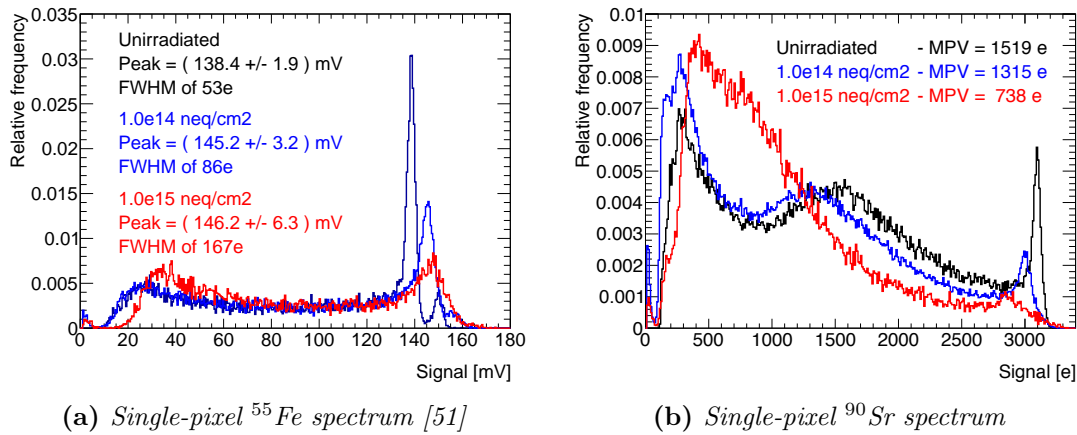 Relative frequency
0.035
0.03
0.025
0.02
0.015
0.01
0.005
0
Unirradiated
Peak = ( 138.4 +/- 1.9 ) mV
FWHM of 53e
1.0e14 neq/cm2
Peak = ( 145.2 +/- 3.2 ) mV
FWHM of 86e
1.0e15 neq/cm2
Peak = ( 146.2 +/- 6.3 ) mV
FWHM of 167e
0 20 40 60 80 100 120 140 160 180
Signal [mV]
(a) Single-pixel ⁵⁵Fe spectrum [51]
Relative frequency
0.01
0.009
0.008
0.007
0.006
0.005
0.004
0.003
0.002
0.001
0
Unirradiated - MPV = 1519 e
1.0e14 neq/cm2 - MPV = 1315 e
1.0e15 neq/cm2 - MPV = 738 e
0 500 1000 1500 2000 2500 3000
Signal [e]
(b) Single-pixel ⁹⁰Sr spectrum